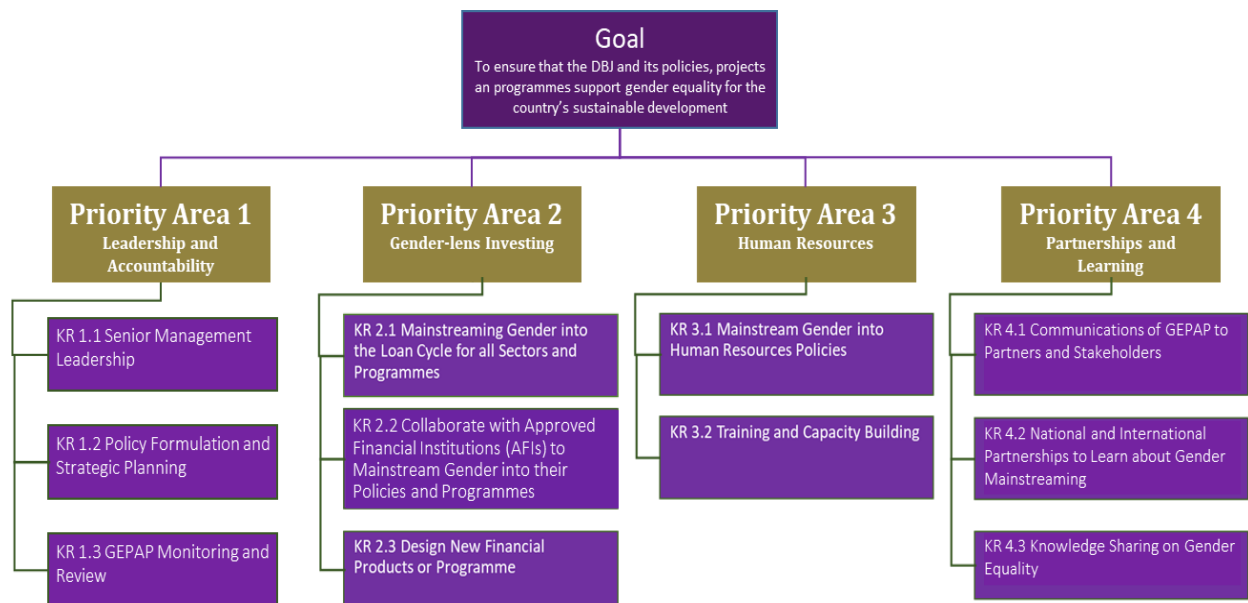 Goal
To ensure that the DBJ and its policies, projects
an programmes support gender equality for the
country's sustainable development
Priority Area 1
Leadership and
Accountability
KR 1.1 Senior Management
Leadership
KR 1.2 Policy Formulation and
Strategic Planning
KR 1.3 GEPAP Monitoring and
Review
Priority Area 2
Gender-lens Investing
KR 2.1 Mainstreaming Gender into
the Loan Cycle for all Sectors and
Programmes
KR 2.2 Collaborate with Approved
Financial Institutions (AFIs) to
Mainstream Gender into their
Policies and Programmes
KR 2.3 Design New Financial
Products or Programme
Priority Area 3
Human Resources
KR 3.1 Mainstream Gender into
Human Resources Policies
KR 3.2 Training and Capacity Building
Priority Area 4
Partnerships and
Learning
KR 4.1 Communications of GEPAP to
Partners and Stakeholders
KR 4.2 National and International
Partnerships to Learn about Gender
Mainstreaming
KR 4.3 Knowledge Sharing on Gender
Equality